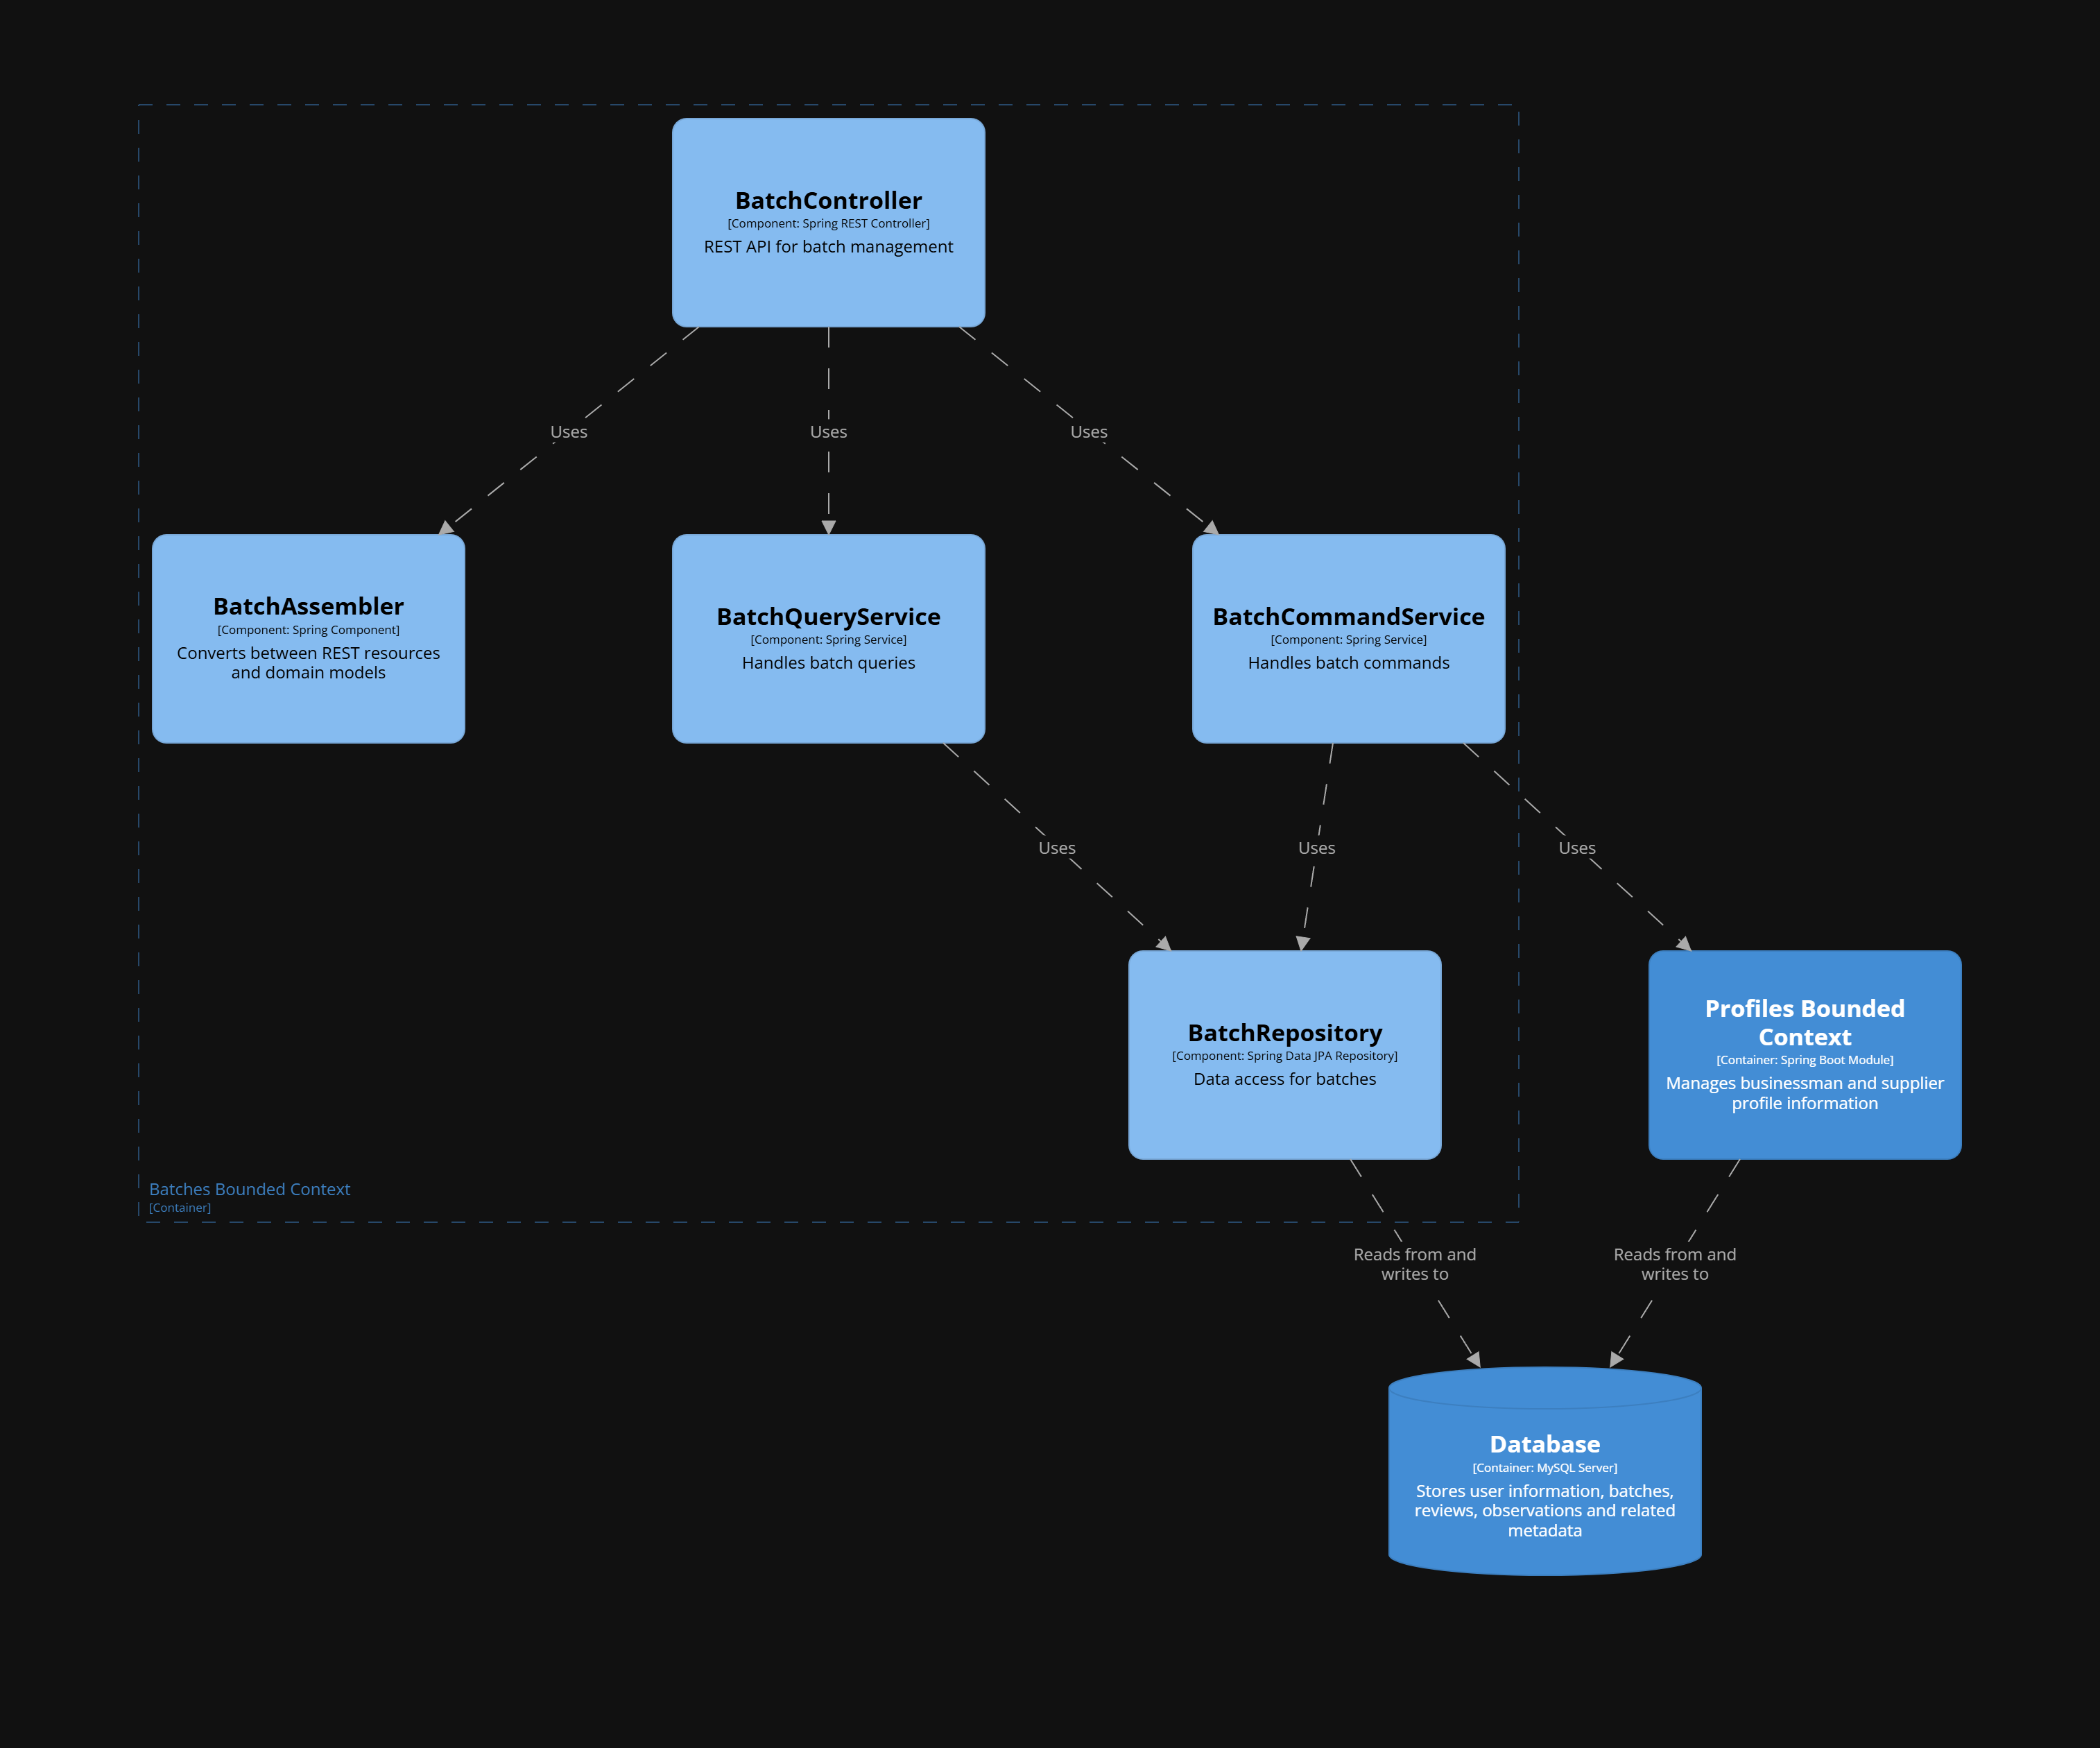 BatchController
[Component: Spring REST Controller]
REST API for batch management
Uses
Uses
Uses
BatchAssembler
[Component: Spring Component]
Converts between REST resources
and domain models
BatchQueryService
[Component: Spring Service]
Handles batch queries
BatchCommandService
[Component: Spring Service]
Handles batch commands
Uses
Uses
Uses
BatchRepository
[Component: Spring Data JPA Repository]
Data access for batches
Profiles Bounded
Context
[Container: Spring Boot Module]
Manages businessman and supplier
profile information
Batches Bounded Context
[Container]
Reads from and
writes to
Reads from and
writes to
Database
[Container: MySQL Server]
Stores user information, batches,
reviews, observations and related
metadata